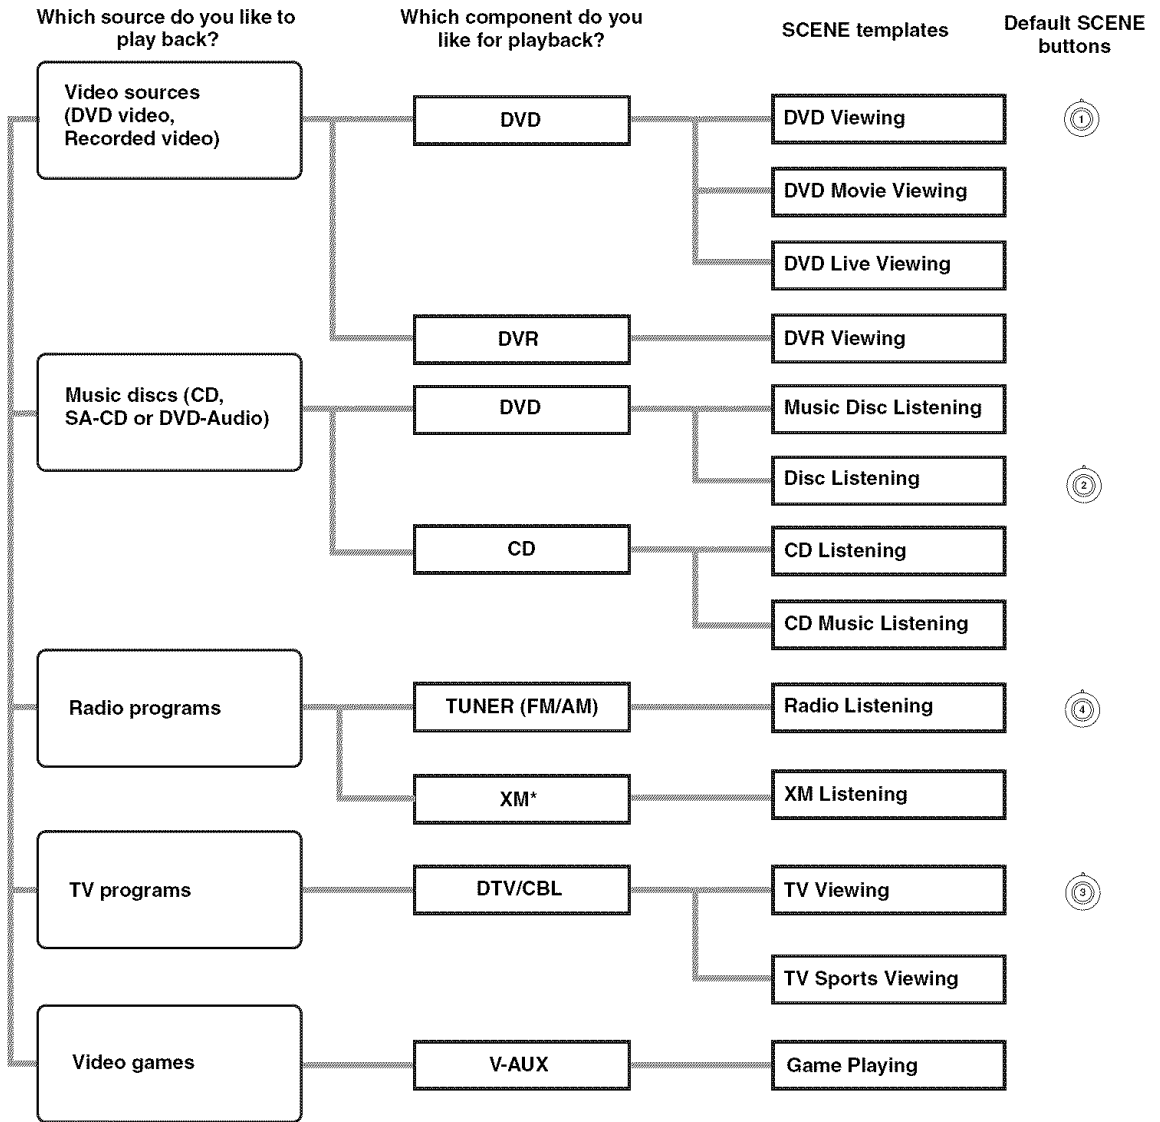 Which source do you like to
play back?
Which component do you
like for playback?
SCENE templates
Default SCENE
buttons
Video sources
(DVD video,
Recorded video)
DVD
DVD Viewing
1
DVD Movie Viewing
DVD Live Viewing
DVR
DVR Viewing
Music discs (CD,
SA-CD or DVD-Audio)
DVD
Music Disc Listening
Disc Listening
2
CD
CD Listening
CD Music Listening
Radio programs
TUNER (FM/AM)
Radio Listening
4
XM*
XM Listening
TV programs
DTV/CBL
TV Viewing
3
TV Sports Viewing
Video games
V-AUX
Game Playing